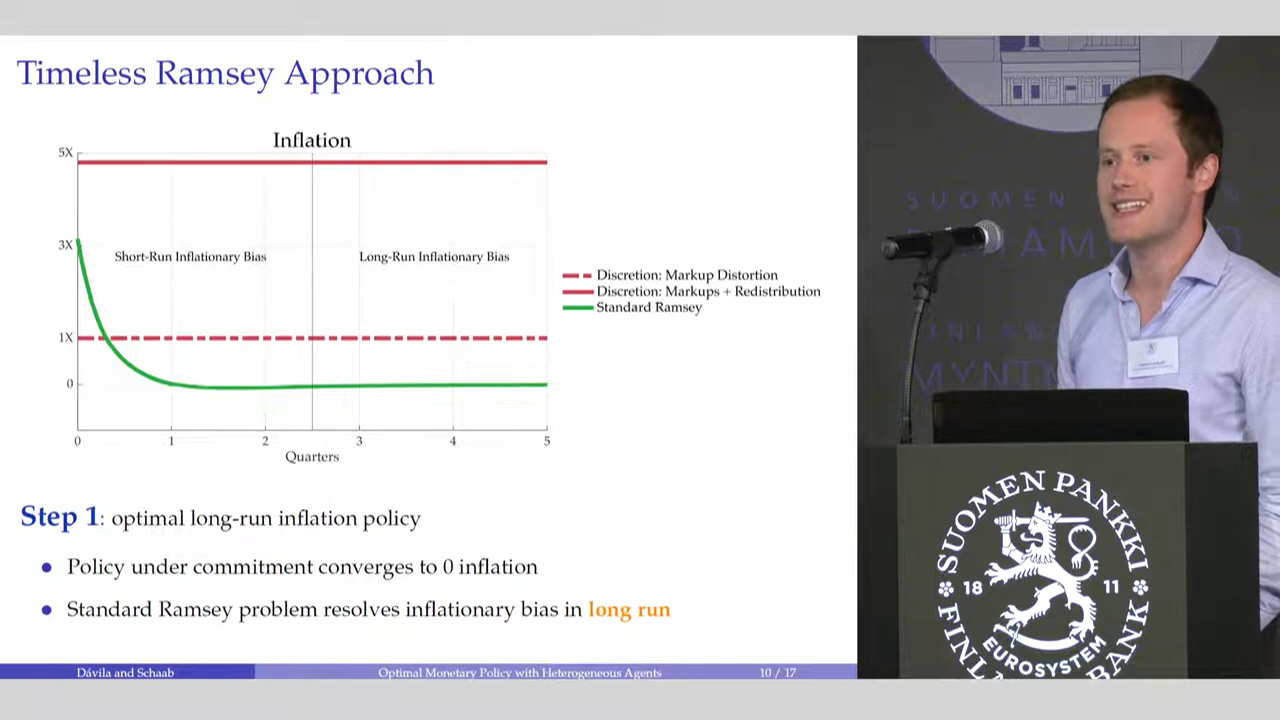 Timeless Ramsey Approach
Inflation
5X
3X
1X
0
Short-Run Inflationary Bias
Long-Run Inflationary Bias
0 1 2 3 4 5
Quarters
Discretion: Markup Distortion
Discretion: Markups + Redistribution
Standard Ramsey
Step 1: optimal long-run inflation policy
Policy under commitment converges to 0 inflation
Standard Ramsey problem resolves inflationary bias in long run
Dávila and Schaab
Optimal Monetary Policy with Heterogeneous Agents
10 / 17
SUOMEN
SUOMEN PANKKI
18 11
EUROSYSTEM